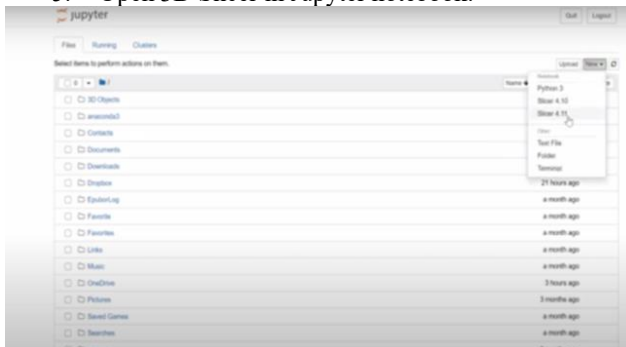 jupyter Quit Logout
Files Running Clusters
Select items to perform actions on them. Upload New
0 / Name
Notebook
Python 3
Slicer 4.10
Slicer 4.11
Other:
Text File
Folder
Terminal
3D Objects
anaconda3
Contacts
Documents
Downloads
Dropbox 21 hours ago
EpuborLog a month ago
Favorite a month ago
Favorites a month ago
Links a month ago
Music a month ago
OneDrive 3 hours ago
Pictures 3 months ago
Saved Games a month ago
Searches a month ago